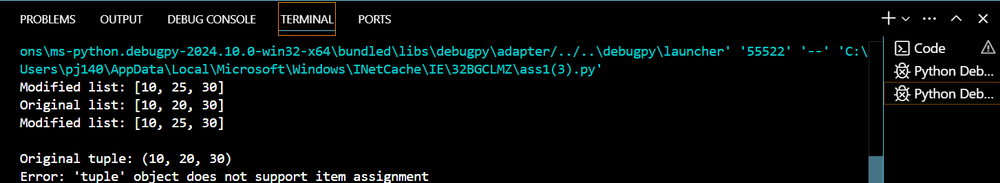 PROBLEMS OUTPUT DEBUG CONSOLE TERMINAL PORTS
ons\ms-python.debugpy-2024.10.0-win32-x64\bundled\libs\debugpy\adapter/../..\debugpy\launcher' '55522' '--' 'C:\
Users\pj140\AppData\Local\Microsoft\Windows\INetCache\IE\32BGCLMZ\ass1(3).py'
Modified list: [10, 25, 30]
Original list: [10, 20, 30]
Modified list: [10, 25, 30]
Original tuple: (10, 20, 30)
Error: 'tuple' object does not support item assignment
Code
Python Deb...
Python Deb...